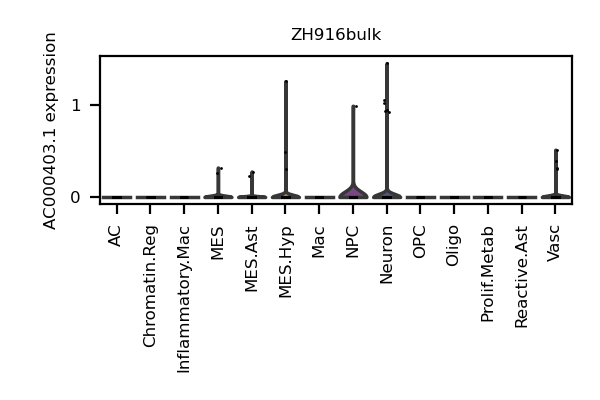 ZH916bulk
AC000403.1 expression
1
0
AC
Chromatin.Reg
Inflammatory.Mac
MES
MES.Ast
MES.Hyp
Mac
NPC
Neuron
OPC
Oligo
Prolif.Metab
Reactive.Ast
Vasc